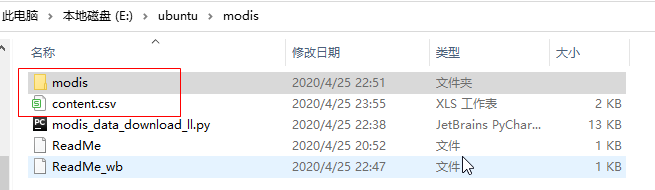 此电脑 > 本地磁盘 (E:) > ubuntu > modis
名称 修改日期 类型 大小
modis 2020/4/25 22:51 文件夹
content.csv 2020/4/25 23:55 XLS 工作表 2 KB
modis_data_download_ll.py 2020/4/25 22:38 JetBrains PyChar... 13 KB
ReadMe 2020/4/25 20:52 文件 1 KB
ReadMe_wb 2020/4/25 22:47 文件 1 KB